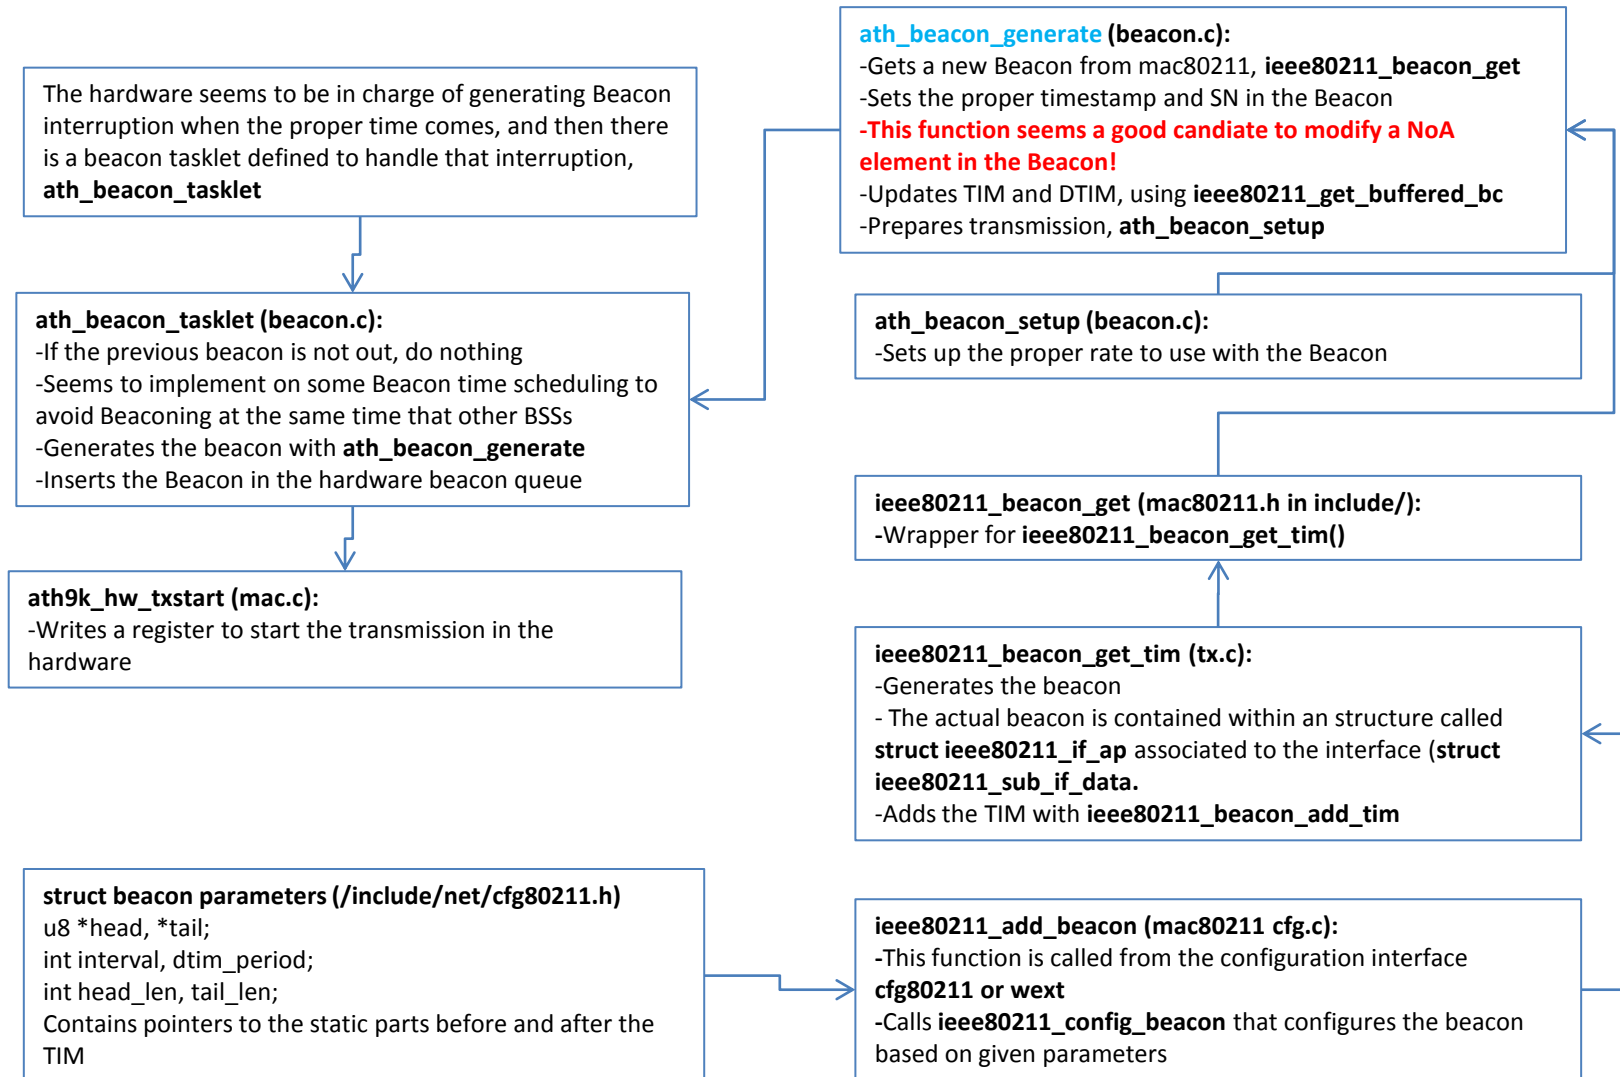 The hardware seems to be in charge of generating Beacon
interruption when the proper time comes, and then there
is a beacon tasklet defined to handle that interruption,
ath_beacon_tasklet
ath_beacon_tasklet (beacon.c):
-If the previous beacon is not out, do nothing
-Seems to implement on some Beacon time scheduling to
avoid Beaconing at the same time that other BSSs
-Generates the beacon with ath_beacon_generate
-Inserts the Beacon in the hardware beacon queue
ath9k_hw_txstart (mac.c):
-Writes a register to start the transmission in the
hardware
struct beacon parameters (/include/net/cfg80211.h)
u8 *head, *tail;
int interval, dtim_period;
int head_len, tail_len;
Contains pointers to the static parts before and after the
TIM
ath_beacon_generate (beacon.c):
-Gets a new Beacon from mac80211, ieee80211_beacon_get
-Sets the proper timestamp and SN in the Beacon
-This function seems a good candiate to modify a NoA
element in the Beacon!
-Updates TIM and DTIM, using ieee80211_get_buffered_bc
-Prepares transmission, ath_beacon_setup
ath_beacon_setup (beacon.c):
-Sets up the proper rate to use with the Beacon
ieee80211_beacon_get (mac80211.h in include/):
-Wrapper for ieee80211_beacon_get_tim()
ieee80211_beacon_get_tim (tx.c):
-Generates the beacon
- The actual beacon is contained within an structure called
struct ieee80211_if_ap associated to the interface (struct
ieee80211_sub_if_data.
-Adds the TIM with ieee80211_beacon_add_tim
ieee80211_add_beacon (mac80211 cfg.c):
-This function is called from the configuration interface
cfg80211 or wext
-Calls ieee80211_config_beacon that configures the beacon
based on given parameters